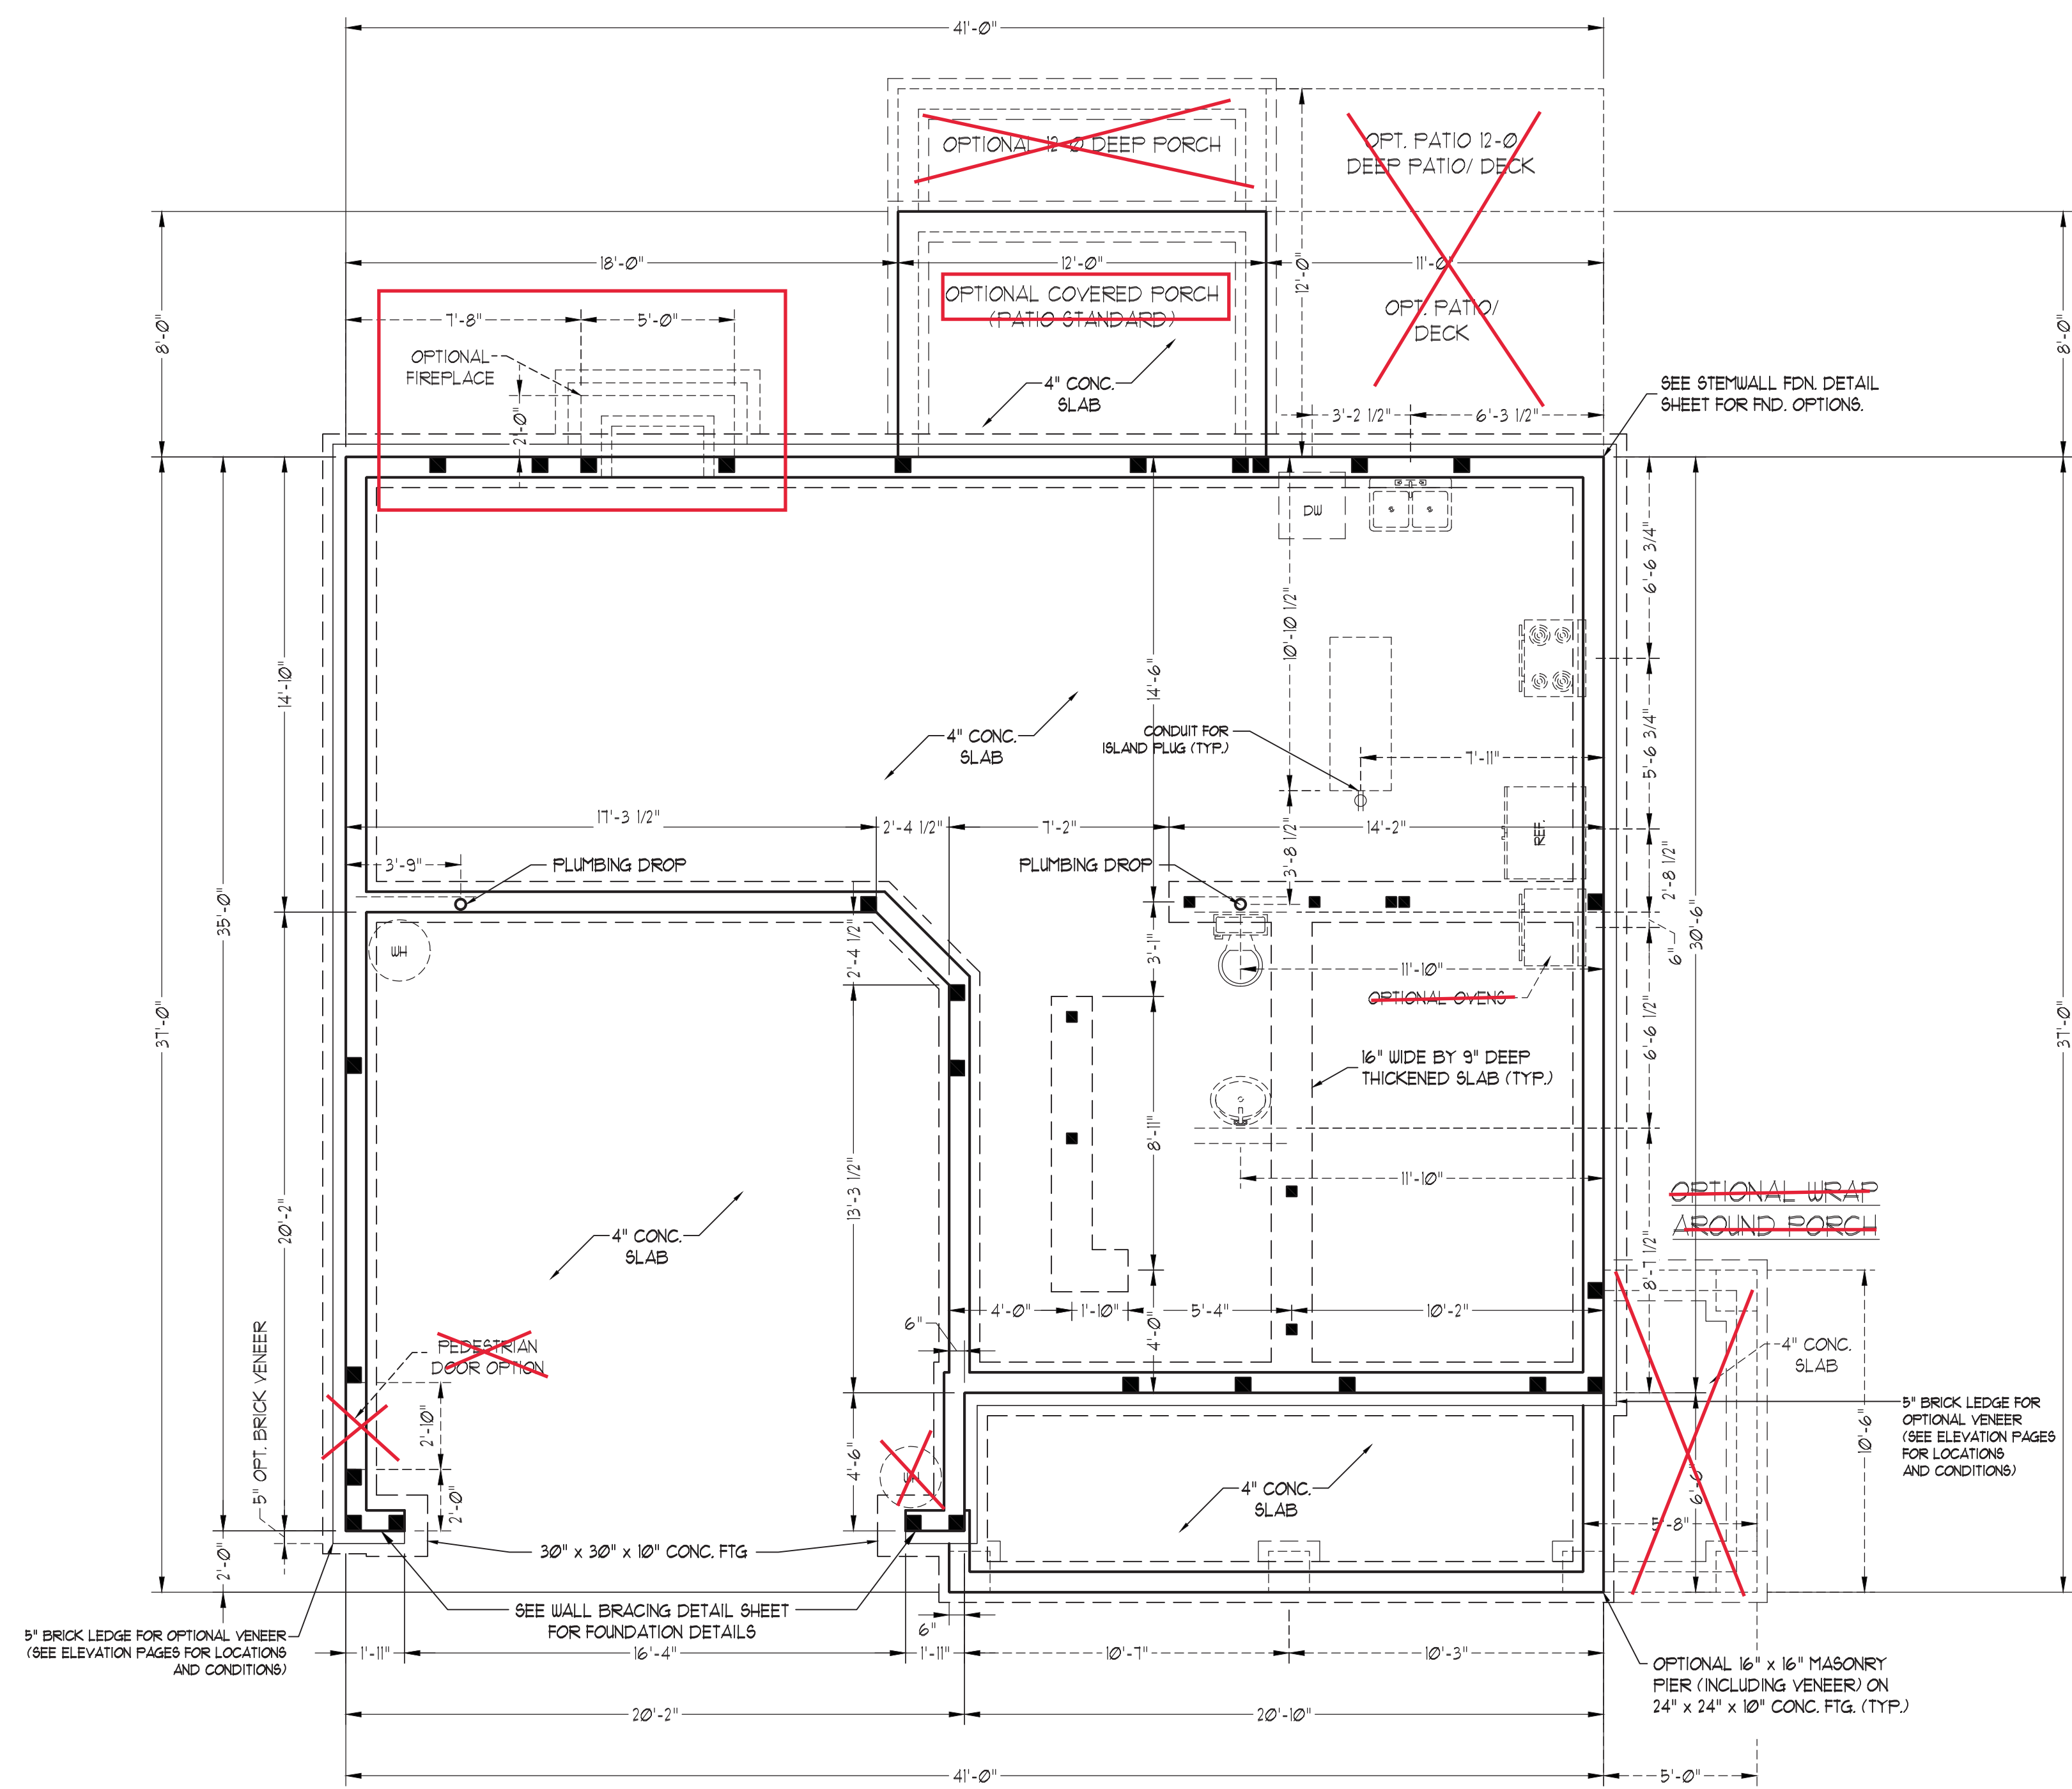 41'-0"
OPTIONAL 12-0 DEEP PORCH
OPT. PATIO 12-0
DEEP PATIO/ DECK
18'-0"
12'-0"
11'-0"
12'-0"
8'-0"
8'-0"
OPTIONAL COVERED PORCH
(PATIO STANDARD)
OPT. PATIO/
DECK
7'-8"
5'-0"
OPTIONAL
FIREPLACE
2'-0"
4" CONC.
SLAB
3'-2 1/2"
6'-3 1/2"
SEE STEMWALL FDN. DETAIL
SHEET FOR FND. OPTIONS.
DW
6'-6 3/4"
10'-10 1/2"
14'-10"
14'-6"
4" CONC.
SLAB
CONDUIT FOR
ISLAND PLUG (TYP.)
7'-11"
5'-6 3/4"
17'-3 1/2"
2'-4 1/2"
7'-2"
14'-2"
REF.
3'-8 1/2"
2'-8 1/2"
3'-9"
PLUMBING DROP
PLUMBING DROP
35'-0"
30'-6"
6"
WH
2'-4 1/2"
3'-1"
11'-10"
OPTIONAL OVENS
37'-0"
37'-0"
6'-6 1/2"
16" WIDE BY 9" DEEP
THICKENED SLAB (TYP.)
8'-11"
11'-10"
13'-3 1/2"
20'-2"
4" CONC.
SLAB
OPTIONAL WRAP
AROUND PORCH
8'-7 1/2"
4'-0"
1'-10"
5'-4"
10'-2"
6"
4'-0"
PEDESTRIAN
DOOR OPTION
5" OPT. BRICK VENEER
2'-10"
4" CONC.
SLAB
5" BRICK LEDGE FOR
OPTIONAL VENEER
(SEE ELEVATION PAGES
FOR LOCATIONS
AND CONDITIONS)
10'-6"
4'-6"
WH
4" CONC.
SLAB
6'-6"
2'-0"
5'-8"
30" x 30" x 10" CONC. FTG
2'-0"
SEE WALL BRACING DETAIL SHEET
FOR FOUNDATION DETAILS
6"
5" BRICK LEDGE FOR OPTIONAL VENEER
(SEE ELEVATION PAGES FOR LOCATIONS
AND CONDITIONS)
1'-11"
16'-4"
1'-11"
10'-7"
10'-3"
OPTIONAL 16" x 16" MASONRY
PIER (INCLUDING VENEER) ON
24" x 24" x 10" CONC. FTG. (TYP.)
20'-2"
20'-10"
41'-0"
5'-0"